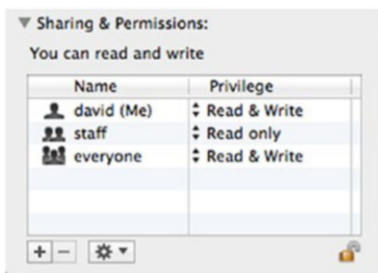 Sharing & Permissions:
You can read and write
Name Privilege
david (Me) Read & Write
staff Read only
everyone Read & Write